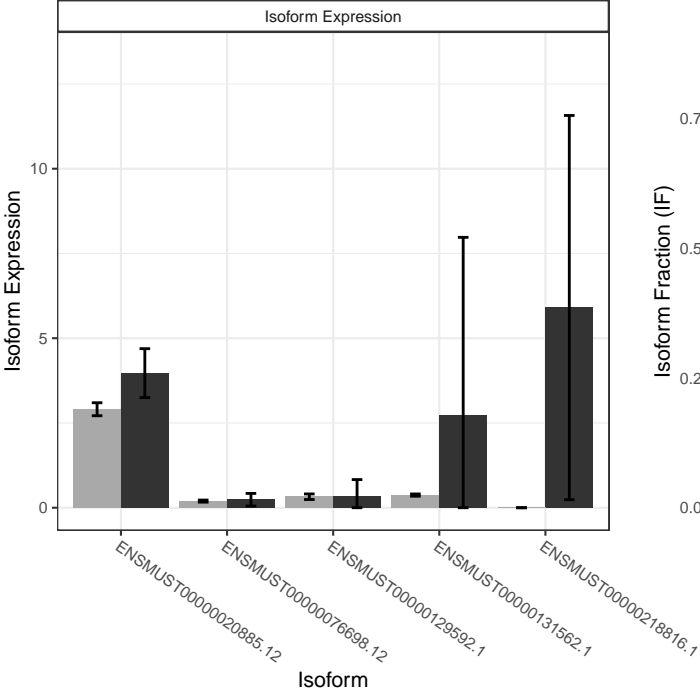 Isoform Expression
Isoform Expression
10
5
0
ENSMUST00000020885.12
ENSMUST00000076698.12
ENSMUST00000129592.1
ENSMUST00000131562.1
ENSMUST00000218816.1
Isoform
Isoform Fraction (IF)
0.7
0.5
0.2
0.0